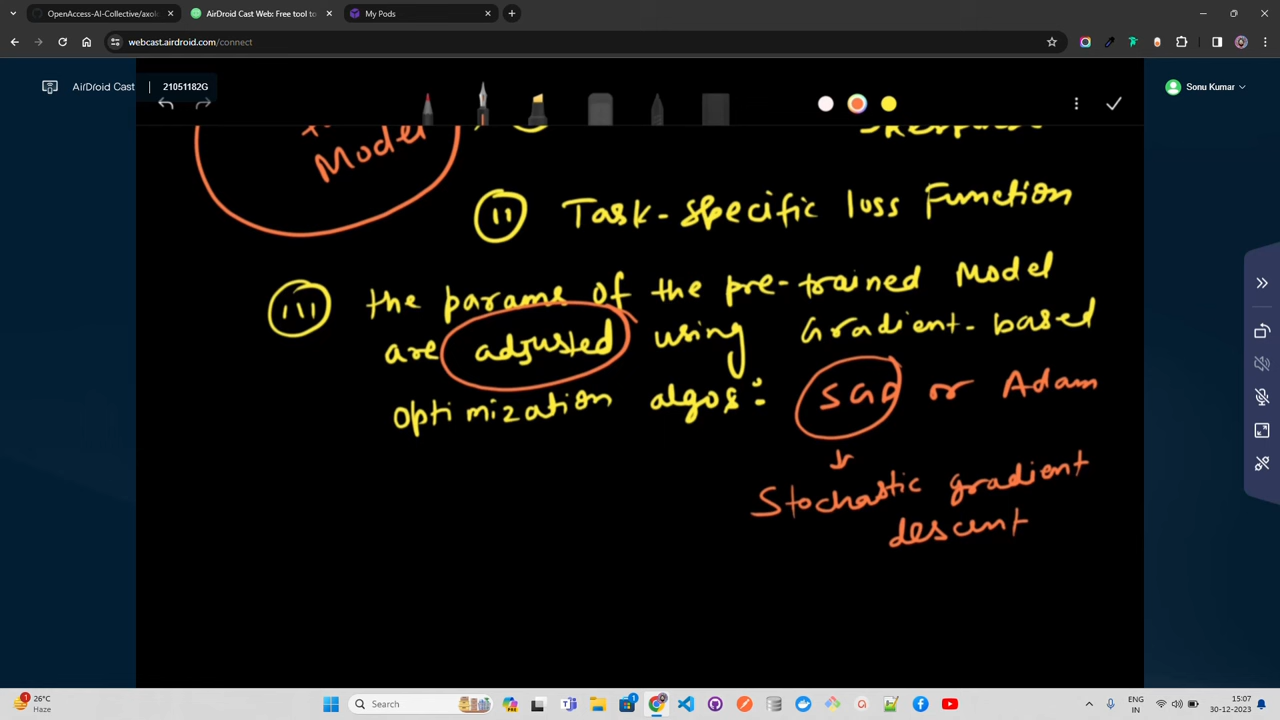 OpenAccess-AI-Collective/axolo
AirDroid Cast Web: Free tool to
My Pods
webcast.airdroid.com/connect
AirDroid Cast | 21051182G
Sonu Kumar
Model
(II) Task-specific loss Function
(III) the params of the pre-trained Model
are adjusted using Gradient-based
optimization algos: SGD or Adam
Stochastic gradient
descent
1
26°C
Haze
Search
PRE
1
ENG
IN
15:07
30-12-2023